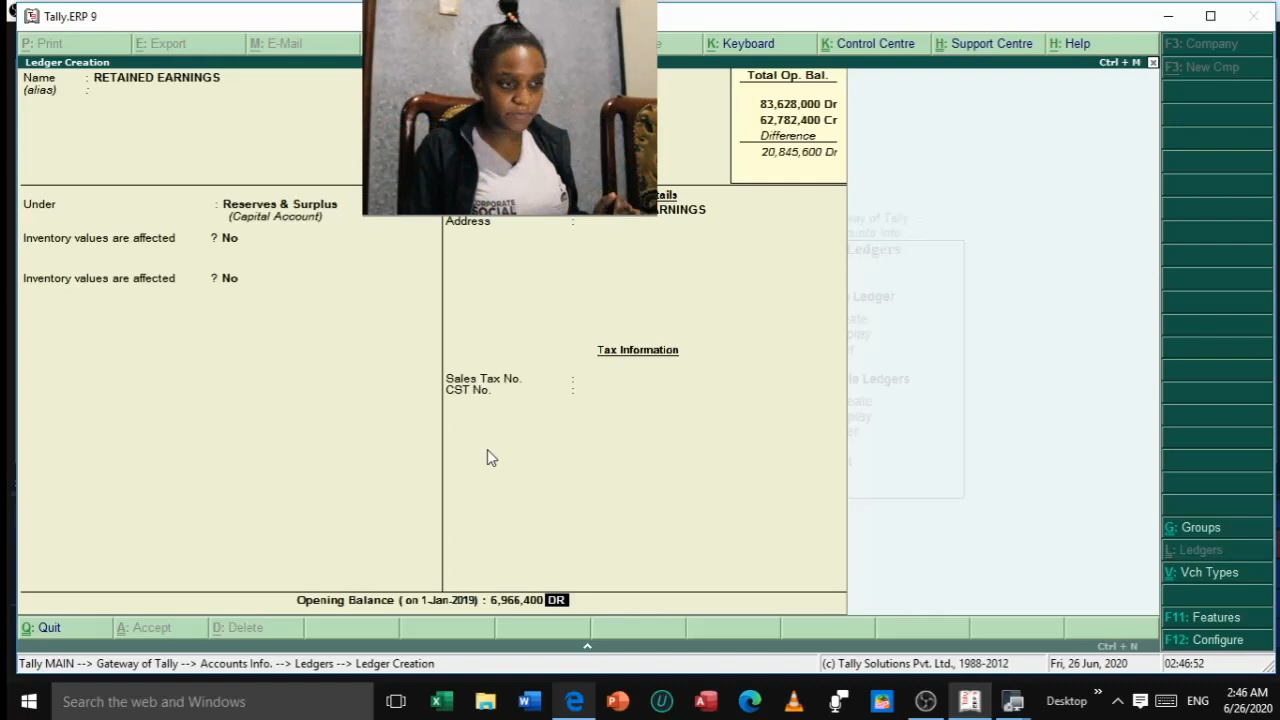 Tally.ERP 9
P: Print
E: Export
M: E-Mail
K: Keyboard
K: Control Centre
H: Support Centre
H: Help
F3: Company
Ledger Creation
Ctrl + M
F3: New Cmp
Name : RETAINED EARNINGS
(alias) :
Total Op. Bal.
83,628,000 Dr
62,782,400 Cr
Difference
20,845,600 Dr
CORPORATE
SOCIAL
Under : Reserves & Surplus
(Capital Account)
Inventory values are affected ? No
Inventory values are affected ? No
Address :
Tax Information
Sales Tax No. :
CST No. :
Ledgers
Opening Balance ( on 1-Jan-2019) : 6,966,400 DR
G: Groups
L: Ledgers
V: Vch Types
F11: Features
F12: Configure
Q: Quit
A: Accept
D: Delete
Ctrl + N
Tally MAIN --> Gateway of Tally --> Accounts Info. --> Ledgers --> Ledger Creation
(c) Tally Solutions Pvt. Ltd., 1988-2012
Fri, 26 Jun, 2020
02:46:52
Search the web and Windows
Desktop
ENG
2:46 AM
6/26/2020